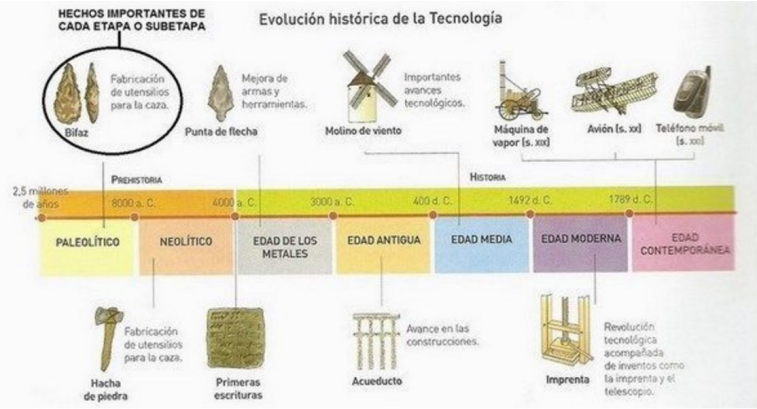 HECHOS IMPORTANTES DE
CADA ETAPA O SUBETAPA
Evolución histórica de la Tecnología
Fabricación
de utensilios
para la caza.
Bifaz
Mejora de
armas y
herramientas.
Punta de flecha
Importantes
avances
tecnológicos.
Molino de viento
Máquina de
vapor (s. XIX)
Avión (s. XX)
Teléfono móvil
(s. XXI)
PREHISTORIA
HISTORIA
2,5 millones
de años
8000 a. C.
4000 a. C.
3000 a. C.
400 d. C.
1492 d. C.
1789 d. C.
PALEOLÍTICO
NEOLÍTICO
EDAD DE LOS
METALES
EDAD ANTIGUA
EDAD MEDIA
EDAD MODERNA
EDAD
CONTEMPORÁNEA
Fabricación
de utensilios
para la caza.
Hacha
de piedra
Primeras
escrituras
Avance en las
construcciones.
Acueducto
Imprenta
Revolución
tecnológica
acompañada
de inventos como
la imprenta y el
telescopio.